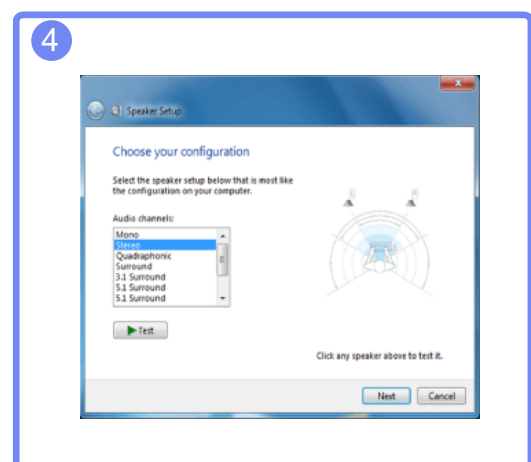 4
Speaker Setup
Choose your configuration
Select the speaker setup below that is most like
the configuration on your computer.
Audio channels:
Mono
Stereo
Quadraphonic
Surround
3.1 Surround
5.1 Surround
5.1 Surround
Test
Click any speaker above to test it.
Next
Cancel